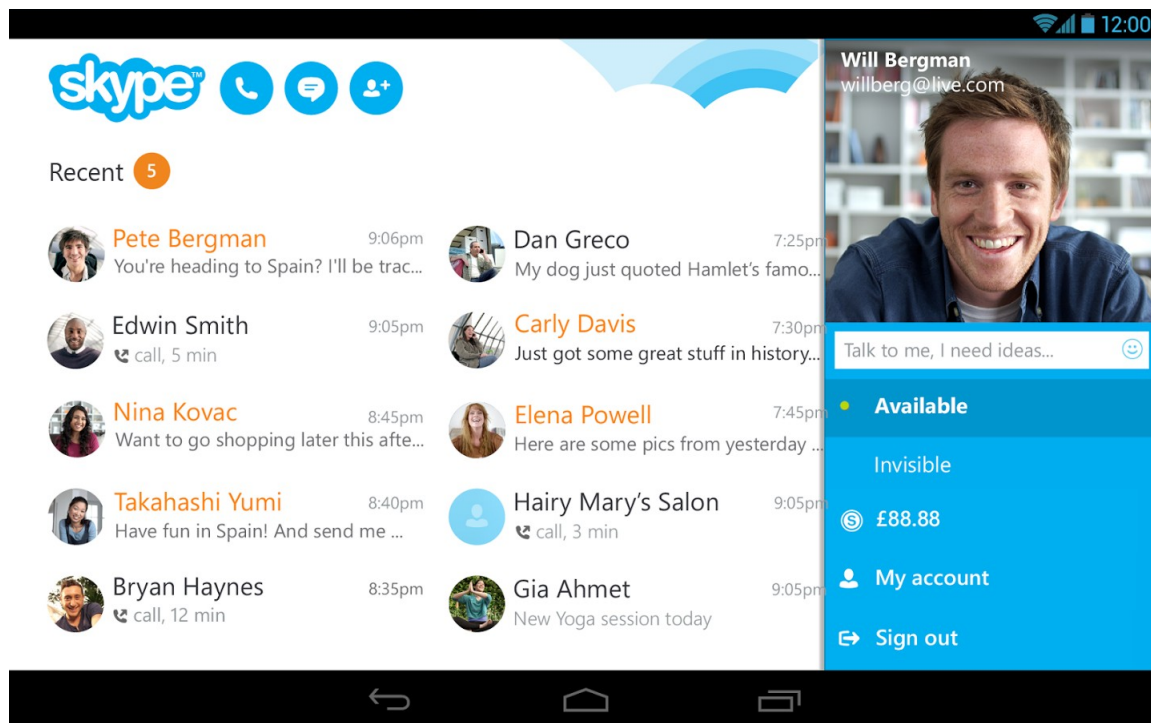 12:00
skype™
Recent 5
Pete Bergman 9:06pm
You're heading to Spain? I'll be trac...
Edwin Smith 9:05pm
call, 5 min
Nina Kovac 8:45pm
Want to go shopping later this afte...
Takahashi Yumi 8:40pm
Have fun in Spain! And send me ...
Bryan Haynes 8:35pm
call, 12 min
Dan Greco 7:25pm
My dog just quoted Hamlet's famo...
Carly Davis 7:30pm
Just got some great stuff in history...
Elena Powell 7:45pm
Here are some pics from yesterday ...
Hairy Mary's Salon 9:05pm
call, 3 min
Gia Ahmet 9:05pm
New Yoga session today
Will Bergman
willberg@live.com
Talk to me, I need ideas...
Available
Invisible
£88.88
My account
Sign out